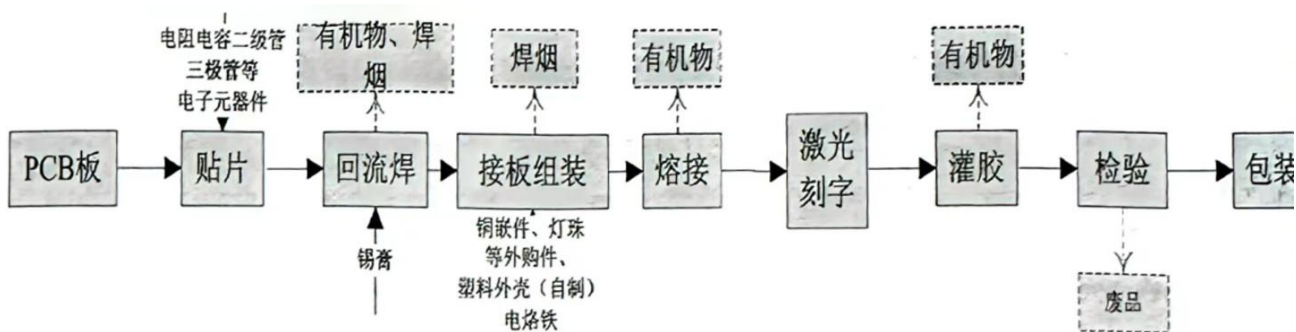 电阻电容二级管
三极管等
电子元器件
有机物、焊
烟
焊烟
有机物
有机物
PCB板
贴片
回流焊
接板组装
熔接
激光
刻字
灌胶
检验
包装
锡膏
铜嵌件、灯珠
等外购件、
塑料外壳（自制）
电烙铁
废品